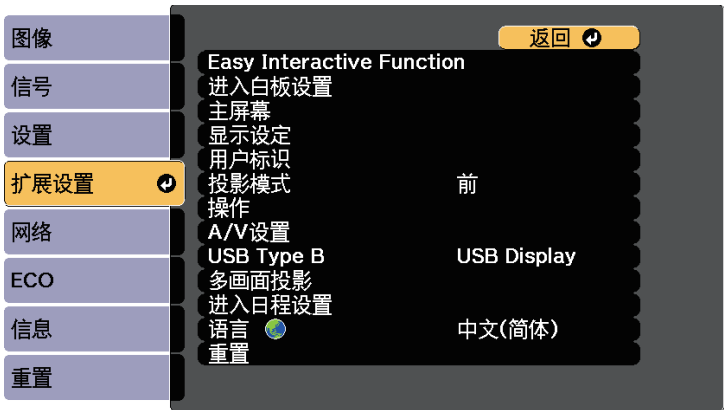 图像
信号
设置
扩展设置
网络
ECO
信息
重置
返回
Easy Interactive Function
进入白板设置
主屏幕
显示设定
用户标识
投影模式 前
操作
A/V设置
USB Type B USB Display
多画面投影
进入日程设置
语言 中文(简体)
重置